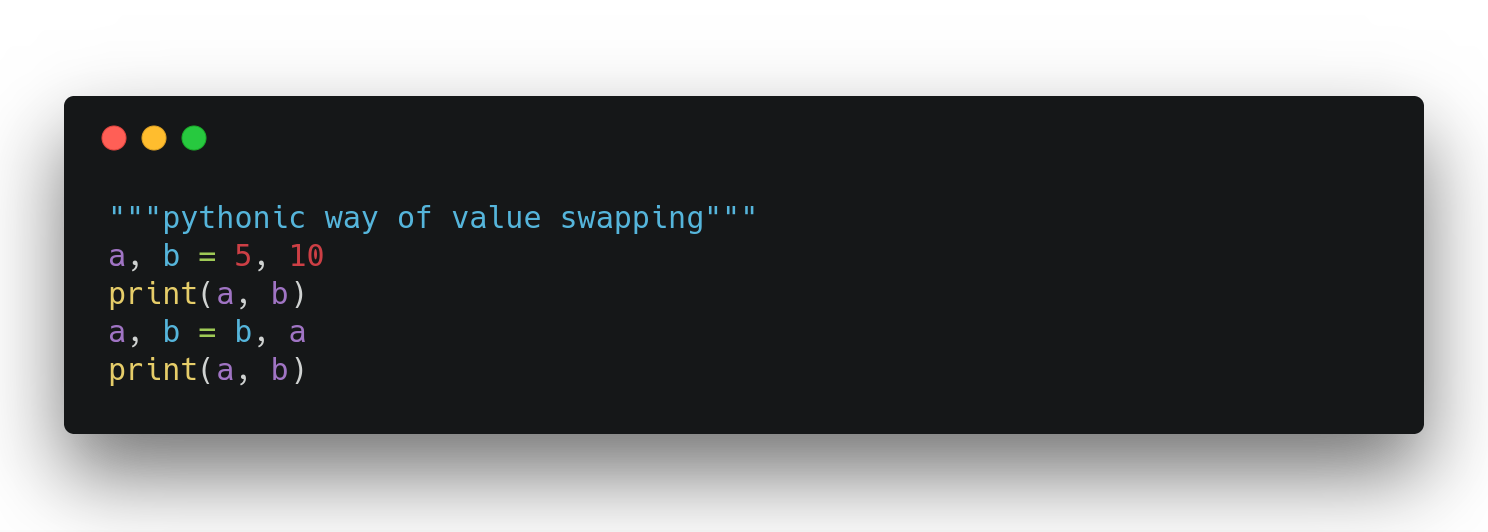 """pythonic way of value swapping"""
a, b = 5, 10
print(a, b)
a, b = b, a
print(a, b)